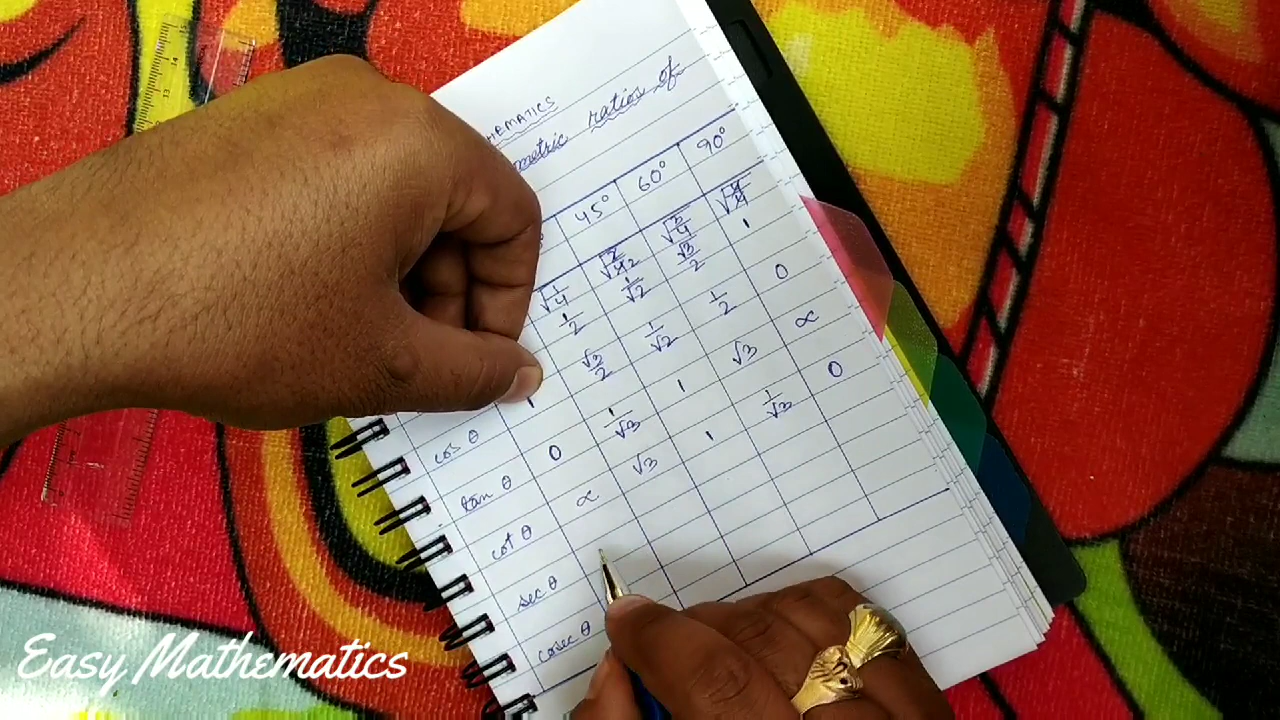 HEMATICS
metric ratios of
45° 60° 90°
√1/4 √2/4 2 √3/4 √4/4
1/2 1/√2 √3/2 1
cos θ 1 √3/2 1/√2 1/2 0
tan θ 0 1/√3 1 √3 ∝
cot θ ∝ √3 1 1/√3 0
sec θ
cosec θ
Easy Mathematics